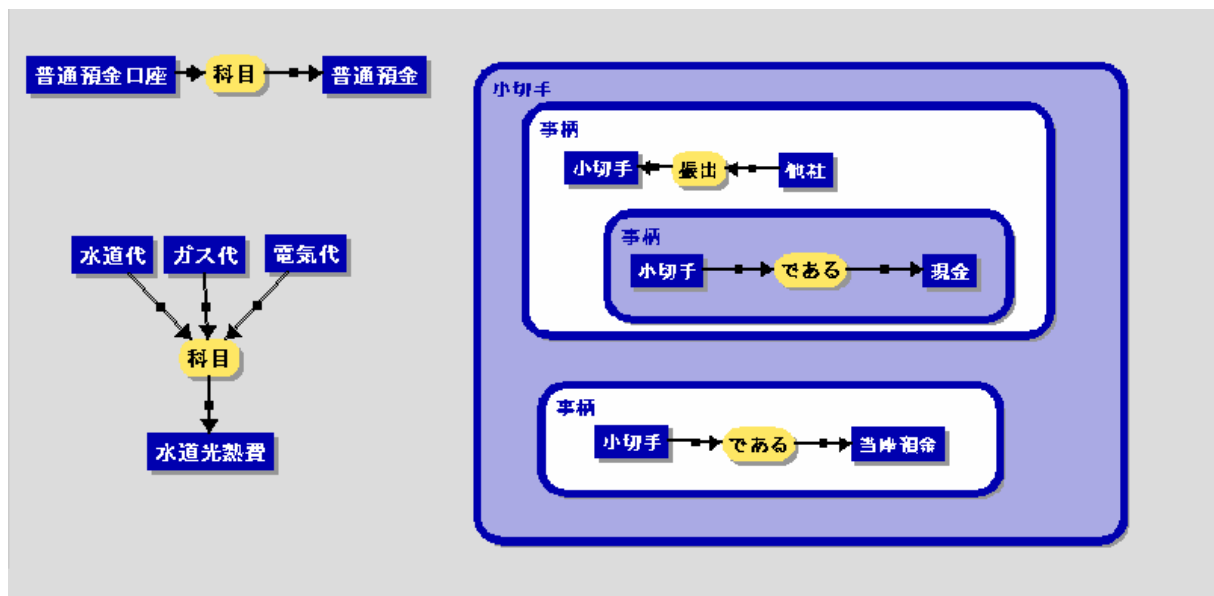 普通預金口座
科目
普通預金
水道代
ガス代
電気代
科目
水道光熱費
小切手
事柄
小切手
振出
他社
事柄
小切手
である
現金
事柄
小切手
である
当座預金